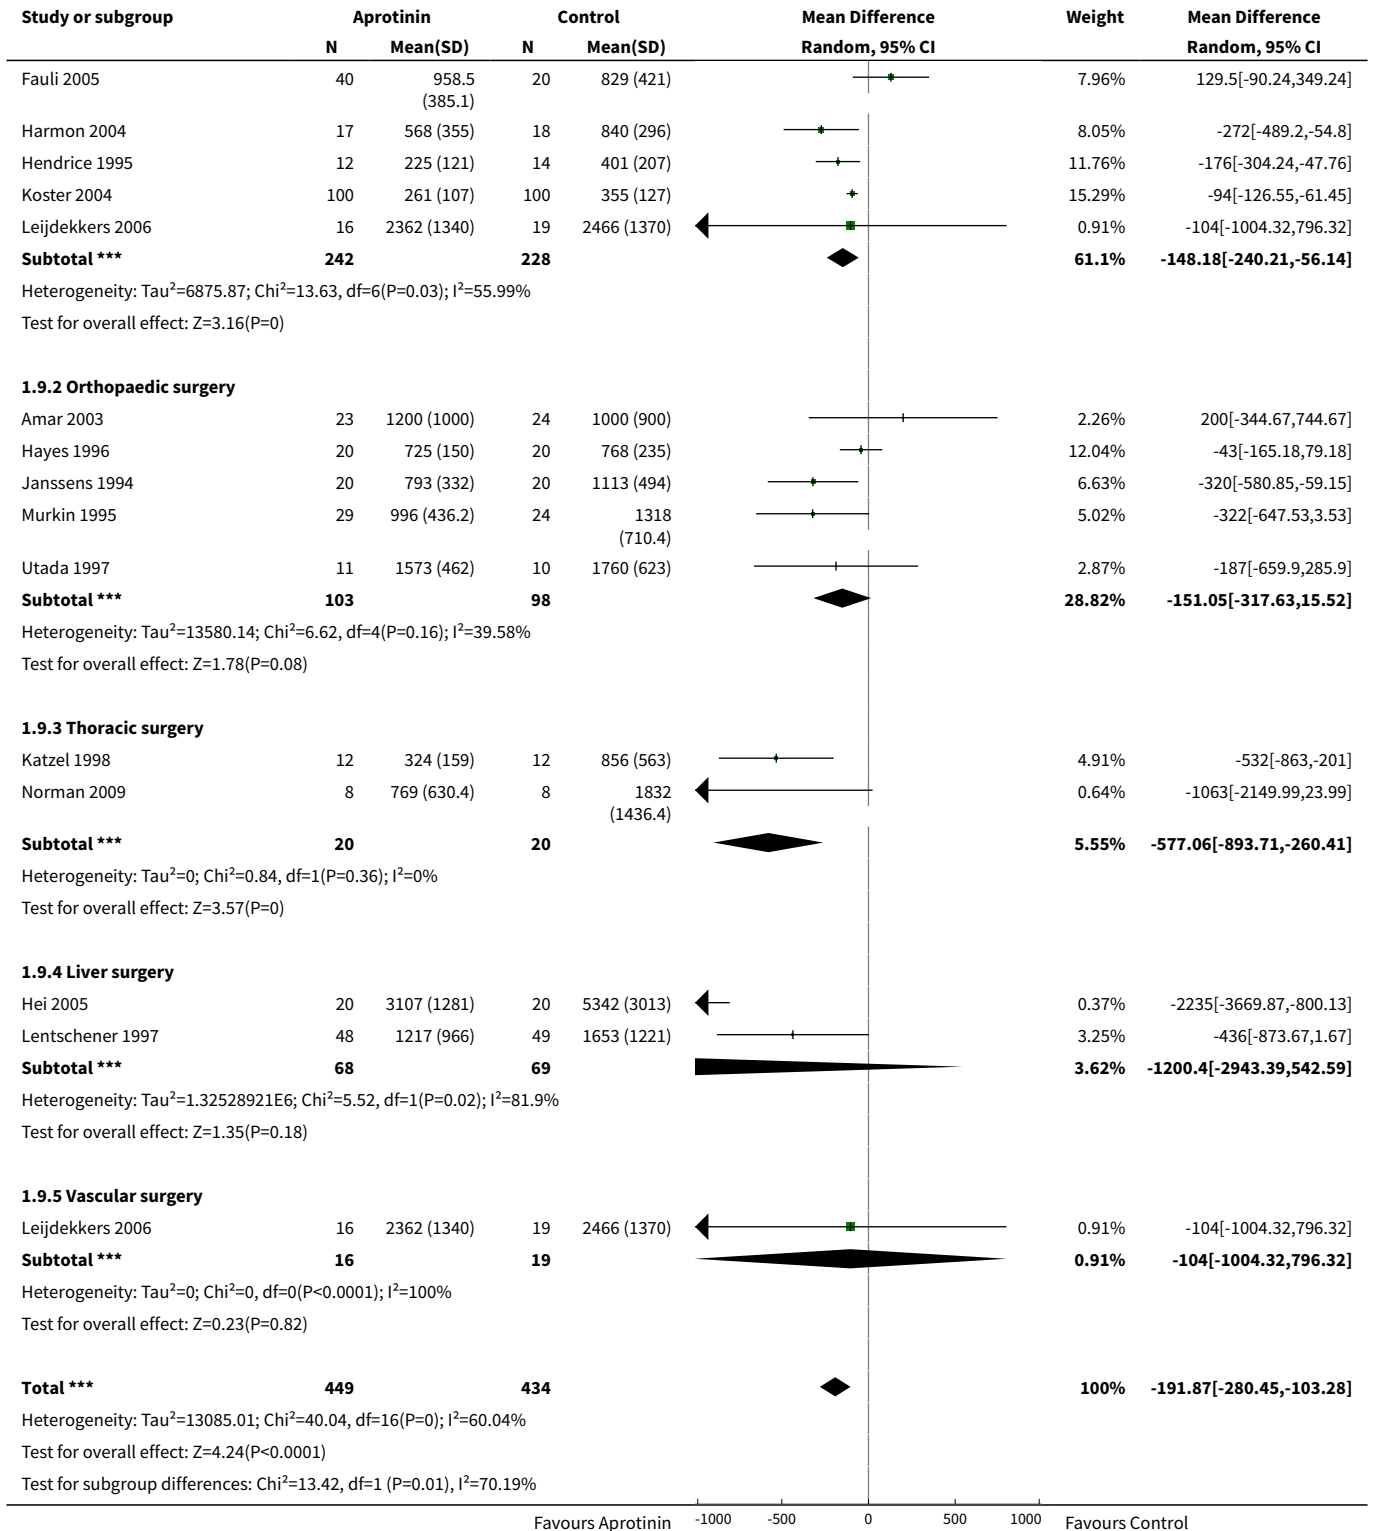 Study or subgroup Aprotinin Control Mean Difference Weight Mean Difference
N Mean(SD) N Mean(SD) Random, 95% CI Random, 95% CI
Fauli 2005 40 958.5 20 829 (421) 7.96% 129.5[-90.24,349.24]
(385.1)
Harmon 2004 17 568 (355) 18 840 (296) 8.05% -272[-489.2,-54.8]
Hendrice 1995 12 225 (121) 14 401 (207) 11.76% -176[-304.24,-47.76]
Koster 2004 100 261 (107) 100 355 (127) 15.29% -94[-126.55,-61.45]
Leijdekkers 2006 16 2362 (1340) 19 2466 (1370) 0.91% -104[-1004.32,796.32]
Subtotal *** 242 228 61.1% -148.18[-240.21,-56.14]
Heterogeneity: Tau²=6875.87; Chi²=13.63, df=6(P=0.03); I²=55.99%
Test for overall effect: Z=3.16(P=0)
1.9.2 Orthopaedic surgery
Amar 2003 23 1200 (1000) 24 1000 (900) 2.26% 200[-344.67,744.67]
Hayes 1996 20 725 (150) 20 768 (235) 12.04% -43[-165.18,79.18]
Janssens 1994 20 793 (332) 20 1113 (494) 6.63% -320[-580.85,-59.15]
Murkin 1995 29 996 (436.2) 24 1318 5.02% -322[-647.53,3.53]
(710.4)
Utada 1997 11 1573 (462) 10 1760 (623) 2.87% -187[-659.9,285.9]
Subtotal *** 103 98 28.82% -151.05[-317.63,15.52]
Heterogeneity: Tau²=13580.14; Chi²=6.62, df=4(P=0.16); I²=39.58%
Test for overall effect: Z=1.78(P=0.08)
1.9.3 Thoracic surgery
Katzel 1998 12 324 (159) 12 856 (563) 4.91% -532[-863,-201]
Norman 2009 8 769 (630.4) 8 1832 0.64% -1063[-2149.99,23.99]
(1436.4)
Subtotal *** 20 20 5.55% -577.06[-893.71,-260.41]
Heterogeneity: Tau²=0; Chi²=0.84, df=1(P=0.36); I²=0%
Test for overall effect: Z=3.57(P=0)
1.9.4 Liver surgery
Hei 2005 20 3107 (1281) 20 5342 (3013) 0.37% -2235[-3669.87,-800.13]
Lentschener 1997 48 1217 (966) 49 1653 (1221) 3.25% -436[-873.67,1.67]
Subtotal *** 68 69 3.62% -1200.4[-2943.39,542.59]
Heterogeneity: Tau²=1.32528921E6; Chi²=5.52, df=1(P=0.02); I²=81.9%
Test for overall effect: Z=1.35(P=0.18)
1.9.5 Vascular surgery
Leijdekkers 2006 16 2362 (1340) 19 2466 (1370) 0.91% -104[-1004.32,796.32]
Subtotal *** 16 19 0.91% -104[-1004.32,796.32]
Heterogeneity: Tau²=0; Chi²=0, df=0(P<0.0001); I²=100%
Test for overall effect: Z=0.23(P=0.82)
Total *** 449 434 100% -191.87[-280.45,-103.28]
Heterogeneity: Tau²=13085.01; Chi²=40.04, df=16(P=0); I²=60.04%
Test for overall effect: Z=4.24(P<0.0001)
Test for subgroup differences: Chi²=13.42, df=1 (P=0.01), I²=70.19%
Favours Aprotinin -1000 -500 0 500 1000 Favours Control